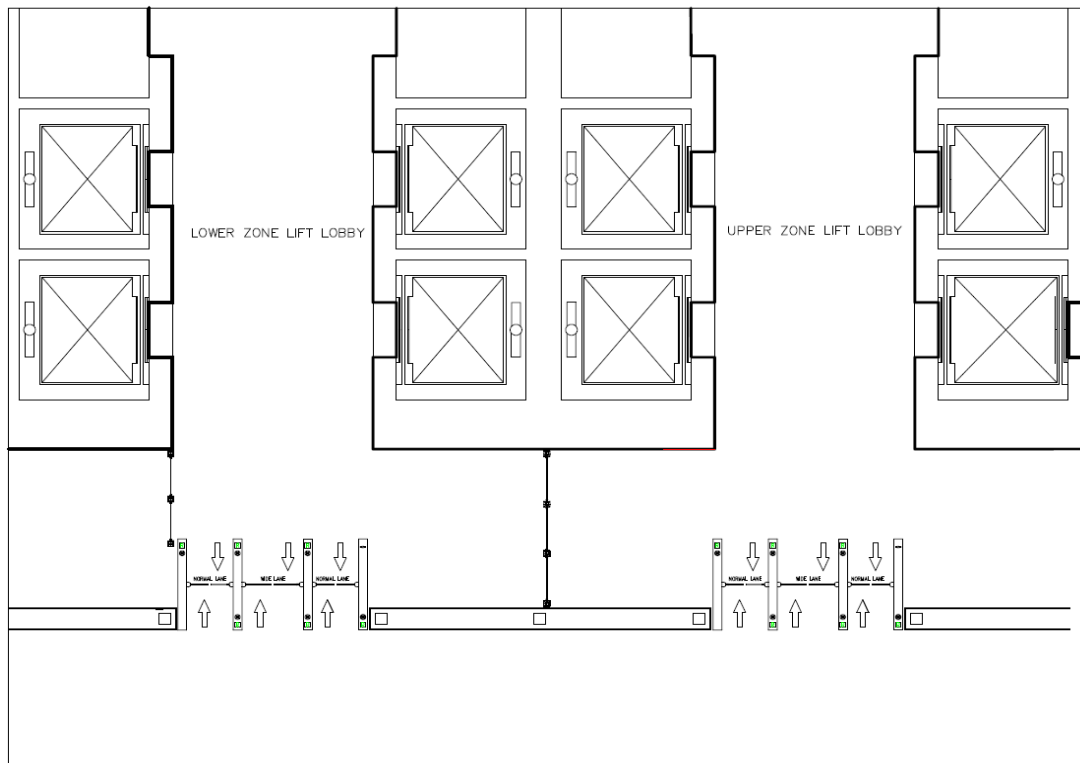 LOWER ZONE LIFT LOBBY
UPPER ZONE LIFT LOBBY
NORMAL LANE
WIDE LANE
NORMAL LANE
NORMAL LANE
WIDE LANE
NORMAL LANE